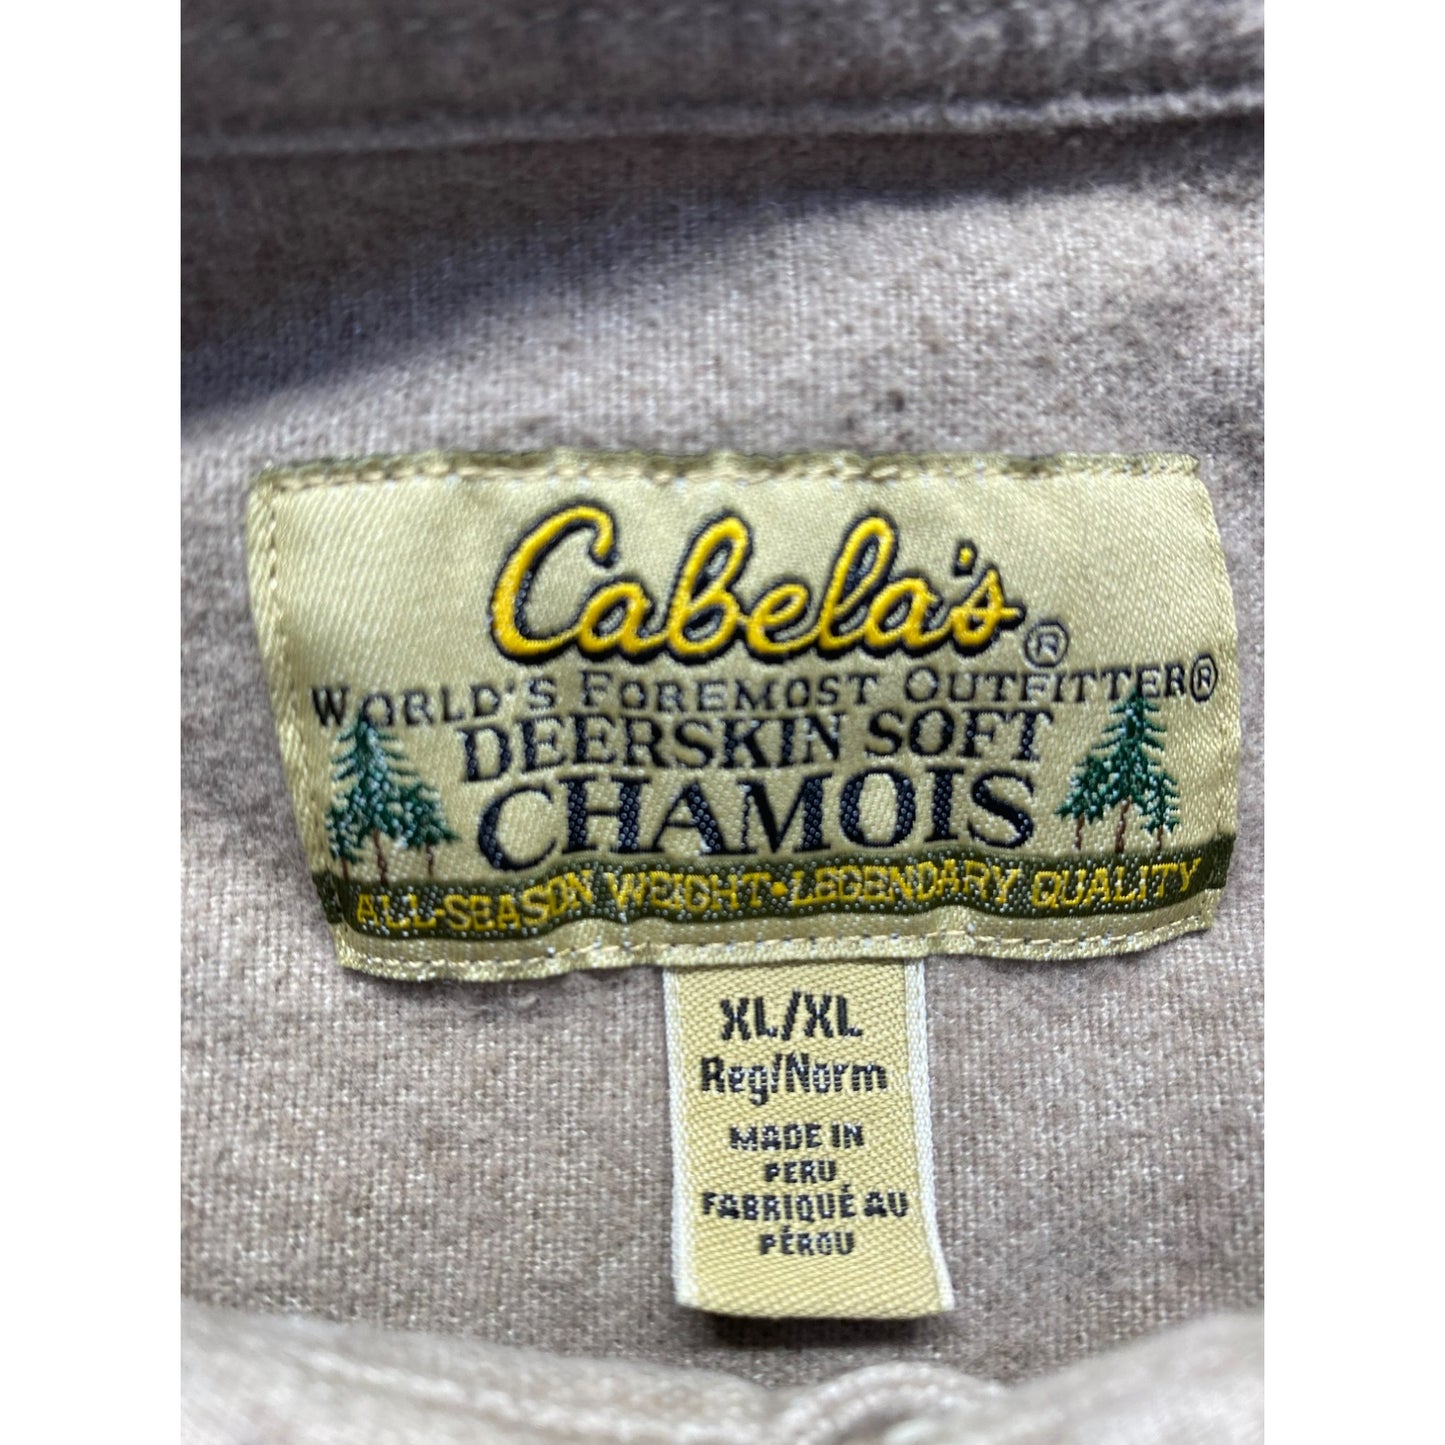 Cabela's®
WORLD'S FOREMOST OUTFITTER®
DEERSKIN SOFT
CHAMOIS
ALL-SEASON WEIGHT•LEGENDARY QUALITY
XL/XL
Reg/Norm
MADE IN
PERU
FABRIQUÉ AU
PÉROU